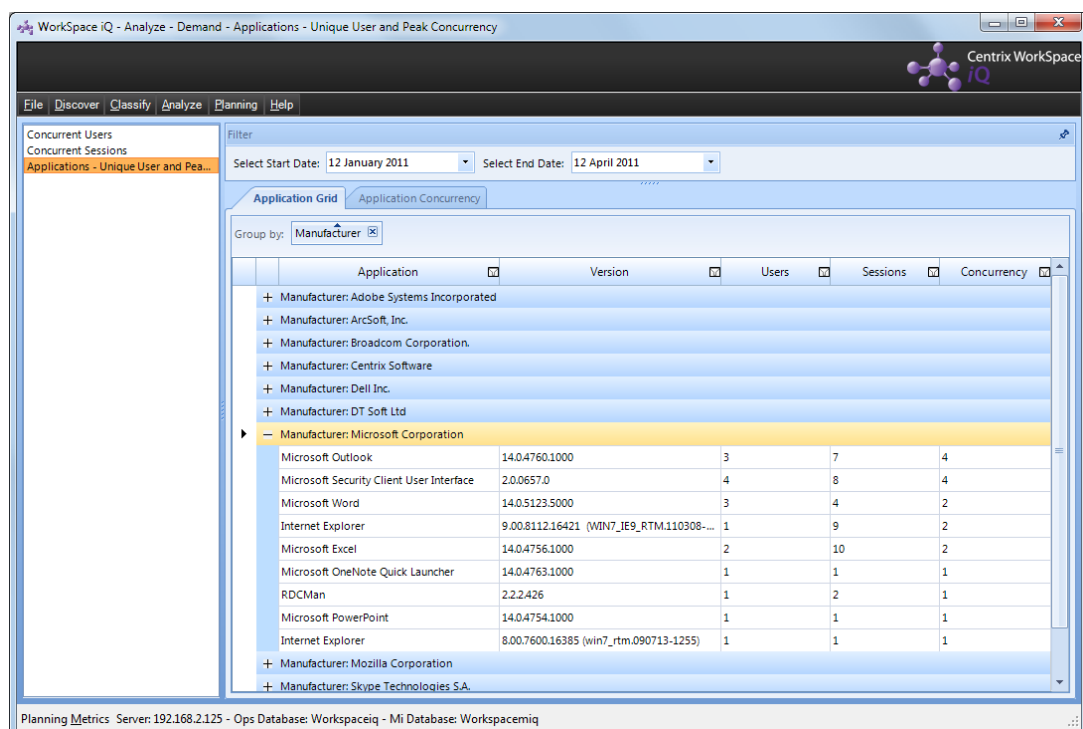 WorkSpace iQ - Analyze - Demand - Applications - Unique User and Peak Concurrency
Centrix WorkSpace
iQ
File Discover Classify Analyze Planning Help
Concurrent Users
Concurrent Sessions
Applications - Unique User and Pea...
Filter
Select Start Date: 12 January 2011 Select End Date: 12 April 2011
Application Grid Application Concurrency
Group by: Manufacturer
Application Version Users Sessions Concurrency
+ Manufacturer: Adobe Systems Incorporated
+ Manufacturer: ArcSoft, Inc.
+ Manufacturer: Broadcom Corporation.
+ Manufacturer: Centrix Software
+ Manufacturer: Dell Inc.
+ Manufacturer: DT Soft Ltd
− Manufacturer: Microsoft Corporation
Microsoft Outlook 14.0.4760.1000 3 7 4
Microsoft Security Client User Interface 2.0.0657.0 4 8 4
Microsoft Word 14.0.5123.5000 3 4 2
Internet Explorer 9.00.8112.16421 (WIN7_IE9_RTM.110308-... 1 9 2
Microsoft Excel 14.0.4756.1000 2 10 2
Microsoft OneNote Quick Launcher 14.0.4763.1000 1 1 1
RDCMan 2.2.2.426 1 2 1
Microsoft PowerPoint 14.0.4754.1000 1 1 1
Internet Explorer 8.00.7600.16385 (win7_rtm.090713-1255) 1 1 1
+ Manufacturer: Mozilla Corporation
+ Manufacturer: Skype Technologies S.A.
Planning Metrics Server: 192.168.2.125 - Ops Database: Workspaceiq - Mi Database: Workspacemiq